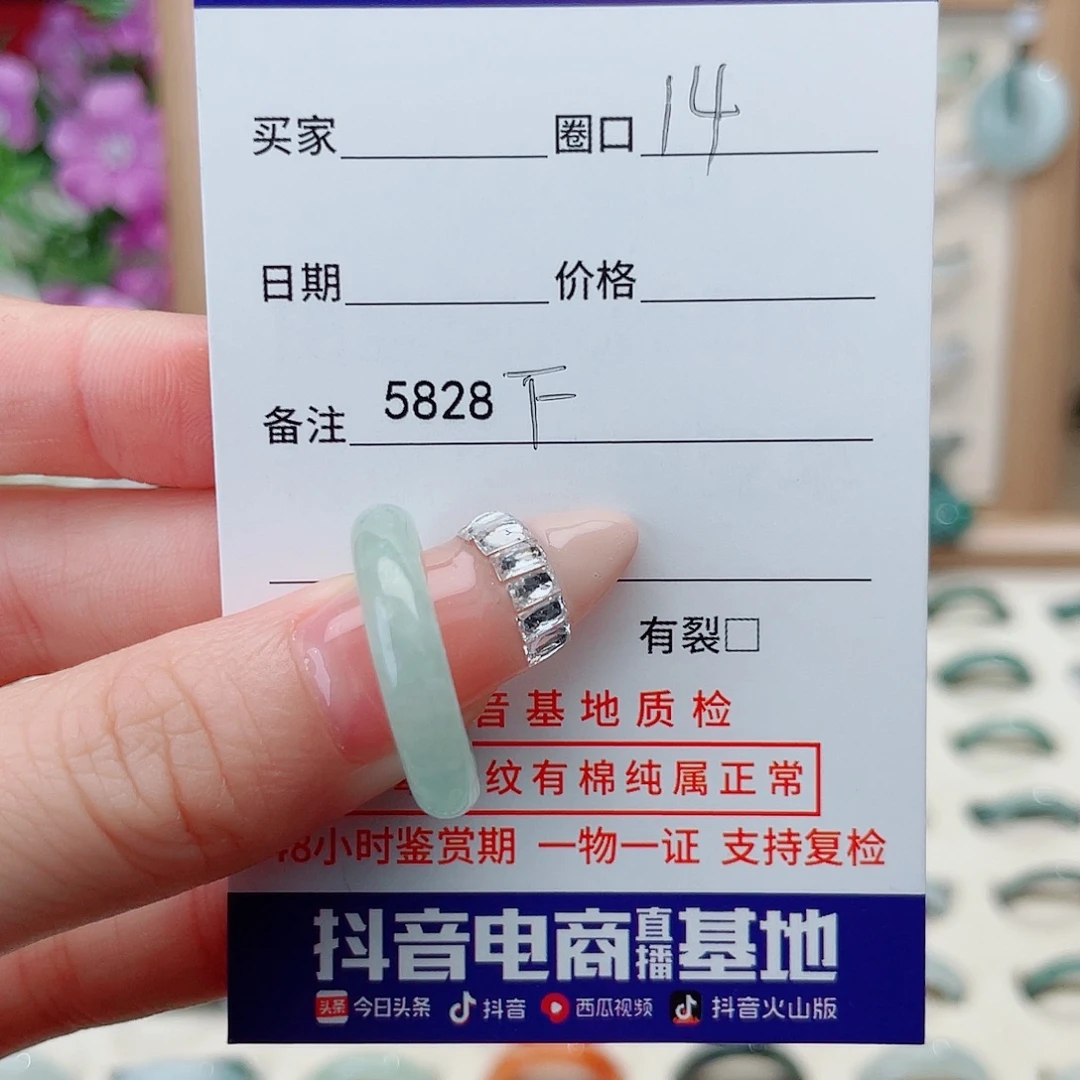 买家 圈口 14
日期 价格
备注 5828 下
有裂□
音基地质检
纹有棉纯属正常
48小时鉴赏期 一物一证 支持复检
抖音电商直播基地
头条 今日头条 抖音 西瓜视频 抖音火山版